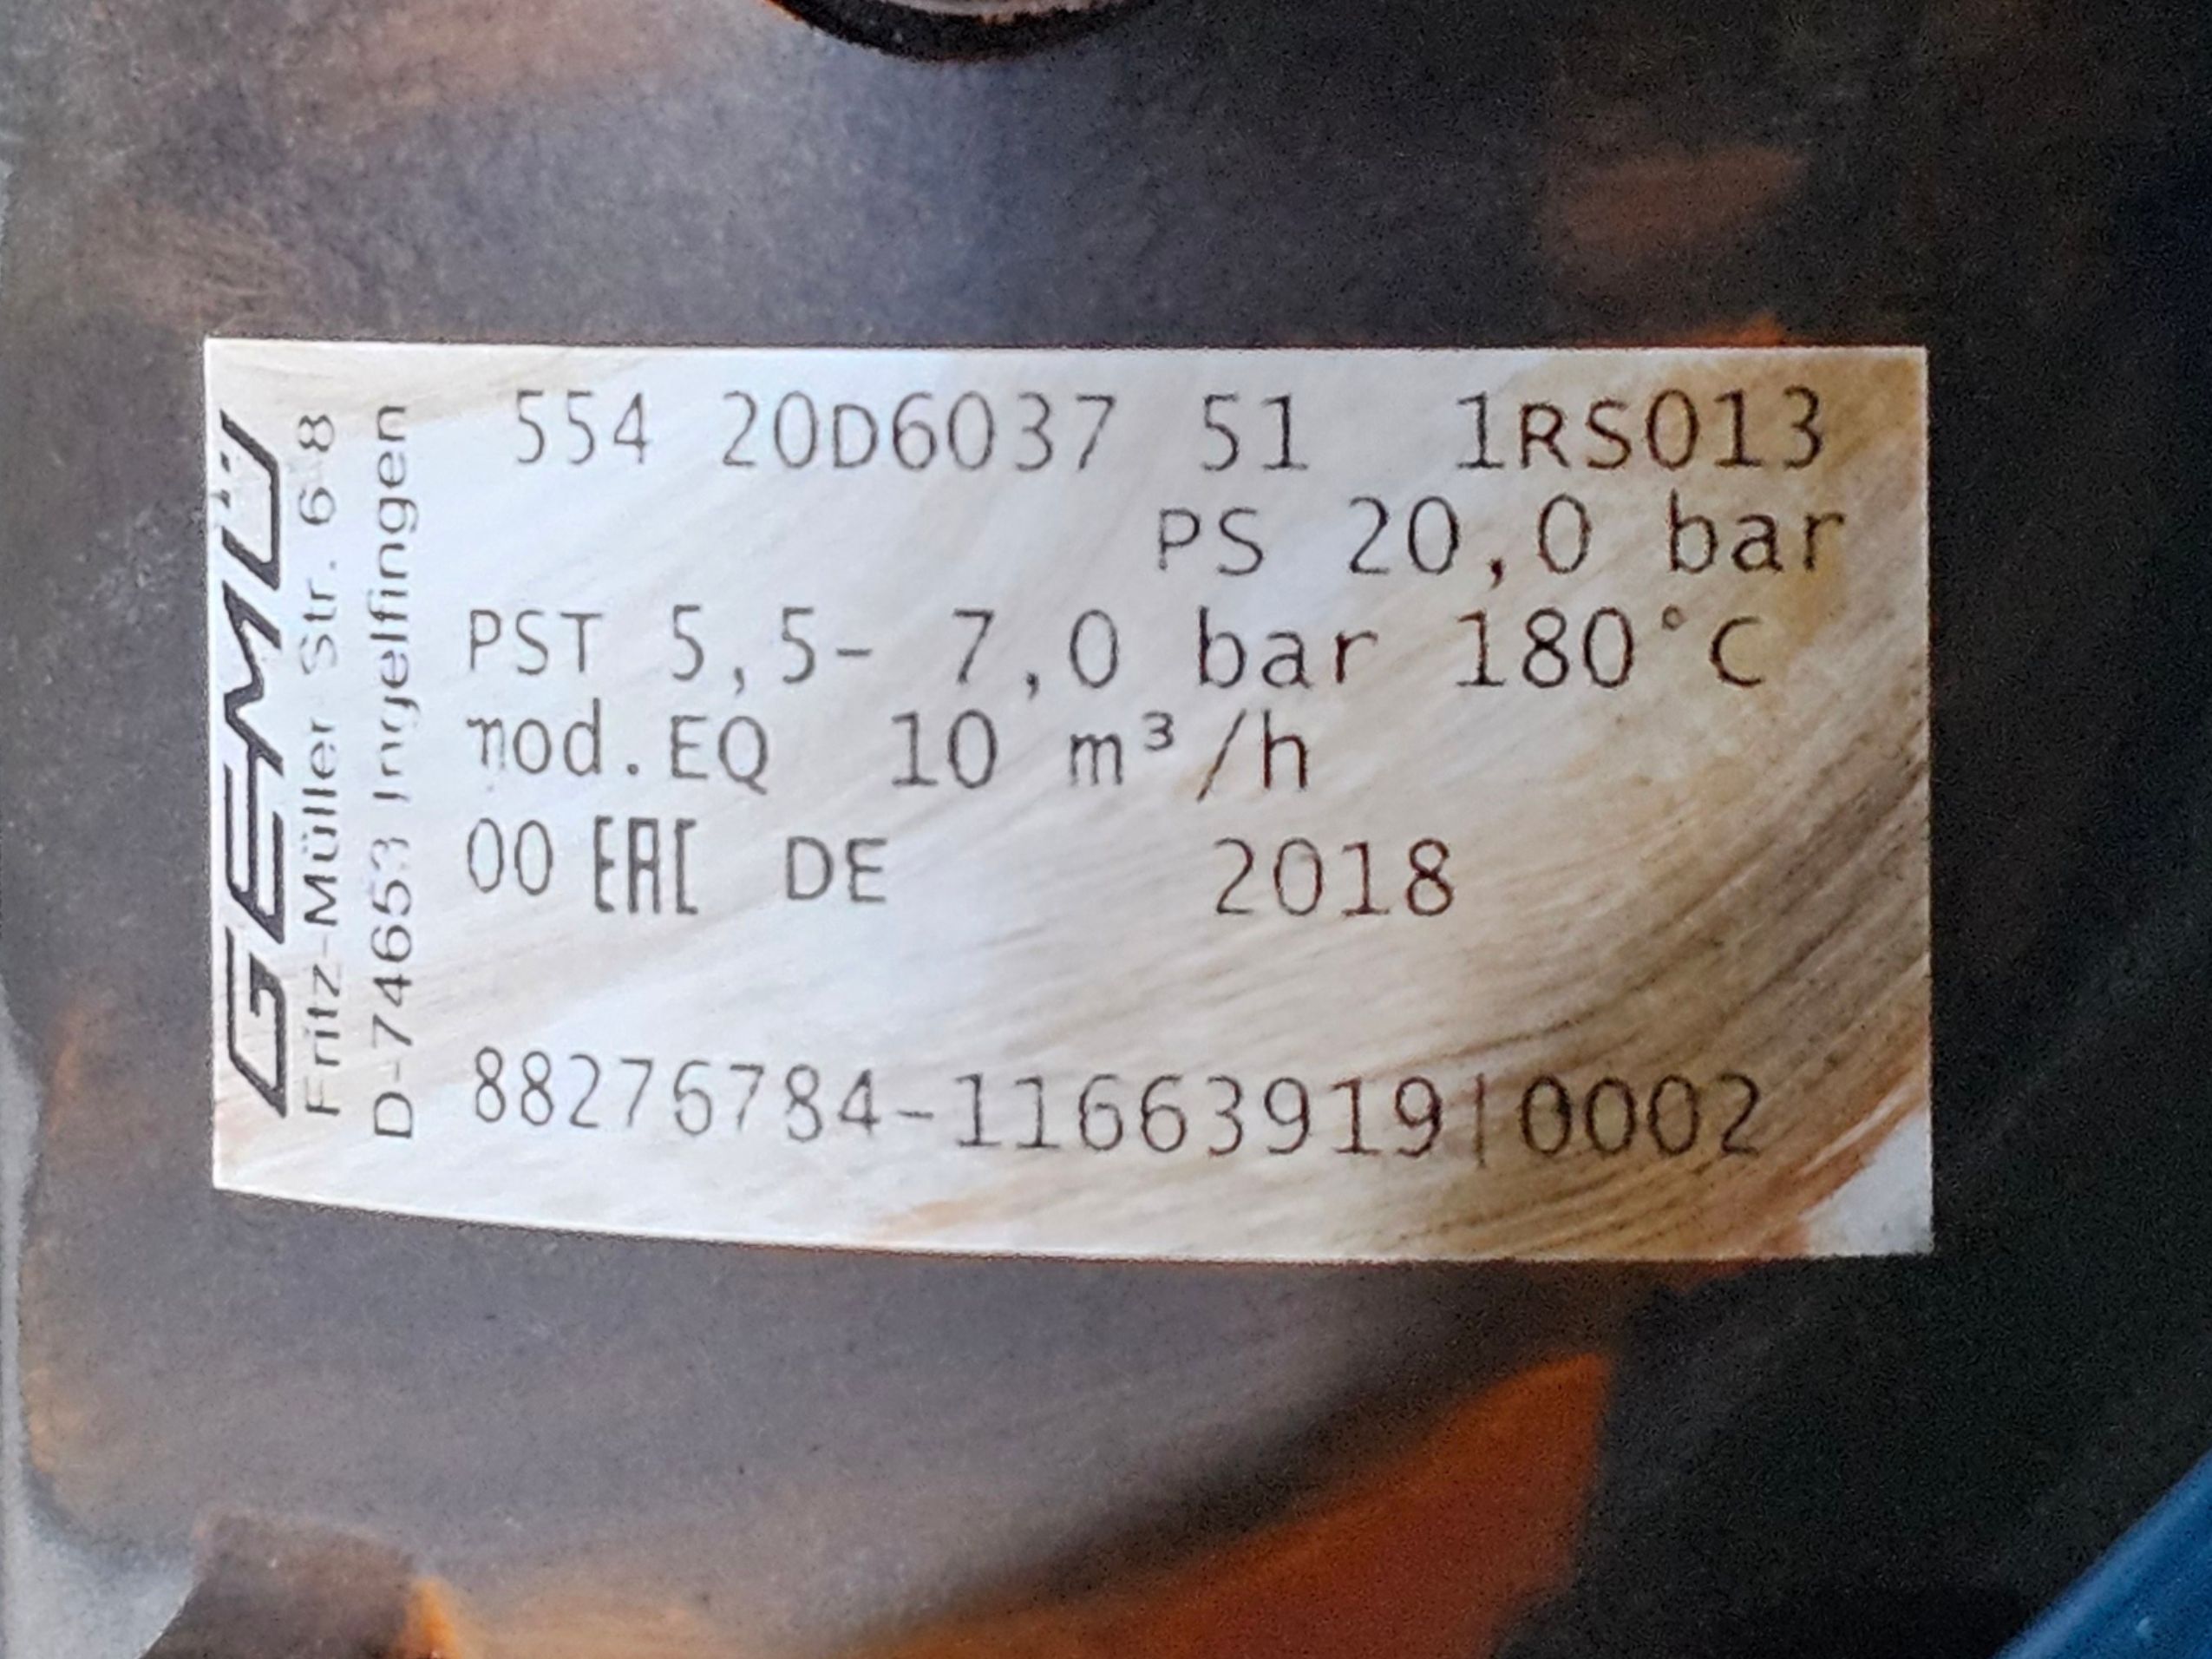 GEMÜ
Fritz-Müller Str. 6-8
D-74653 Ingelfingen
554 20D6037 51 1RS013
PS 20,0 bar
PST 5,5- 7,0 bar 180°C
mod.EQ 10 m³/h
00 EAC DE 2018
88276784-11663919|0002